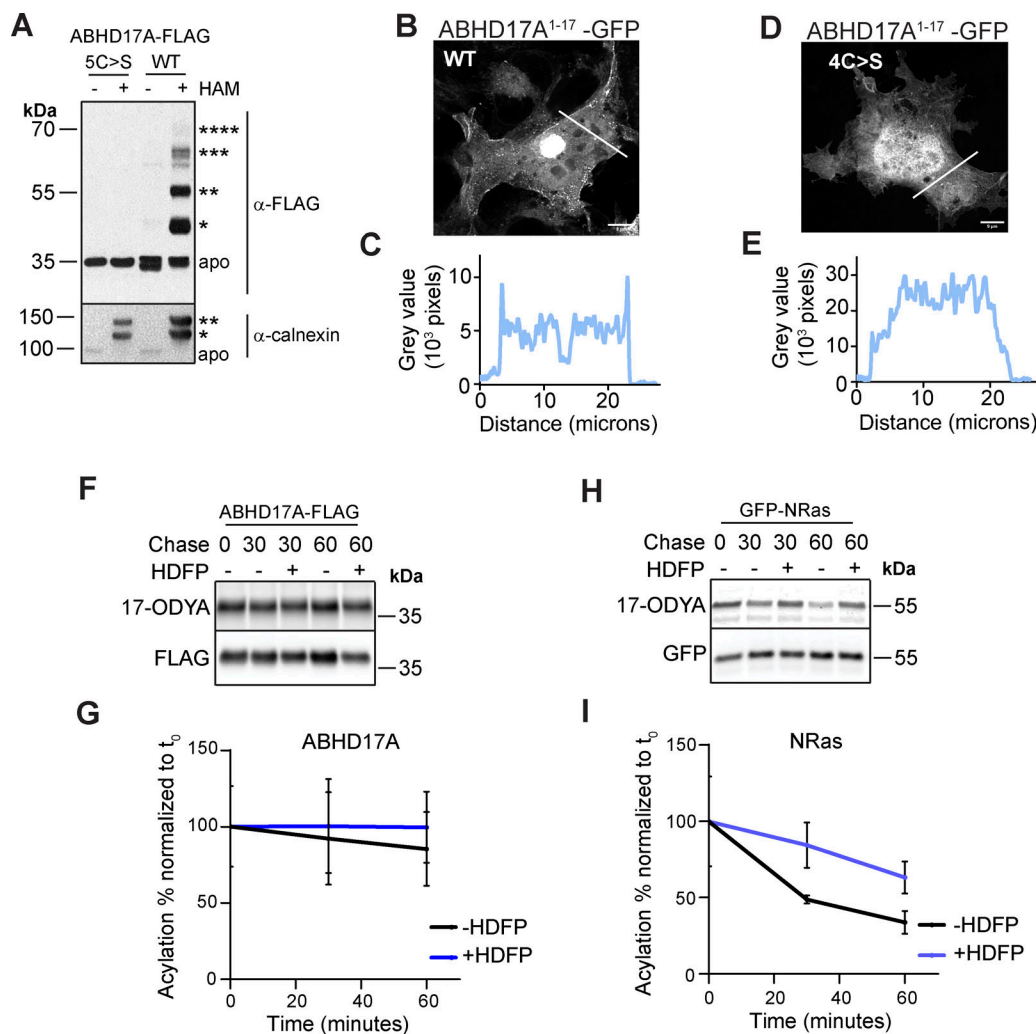 A
ABHD17A-FLAG
5C>S WT
- + - + HAM
kDa
70
55
35
150
100
****
***
**
*
apo
**
*
apo
α-FLAG
α-calnexin
B
ABHD17A1-17 -GFP
WT
C
Grey value
(10³ pixels)
10
5
0
0 10 20
Distance (microns)
D
ABHD17A1-17 -GFP
4C>S
9 µm
E
Grey value
(10³ pixels)
30
20
10
0
0 10 20
Distance (microns)
F
ABHD17A-FLAG
Chase 0 30 30 60 60
HDFP - + - + kDa
17-ODYA 35
FLAG 35
G
ABHD17A
Acylation % normalized to t0
150
100
50
0
0 20 40 60
Time (minutes)
-HDFP
+HDFP
H
GFP-NRas
Chase 0 30 30 60 60
HDFP - + - + kDa
17-ODYA 55
GFP 55
I
NRas
Acylation % normalized to t0
150
100
50
0
0 20 40 60
Time (minutes)
-HDFP
+HDFP